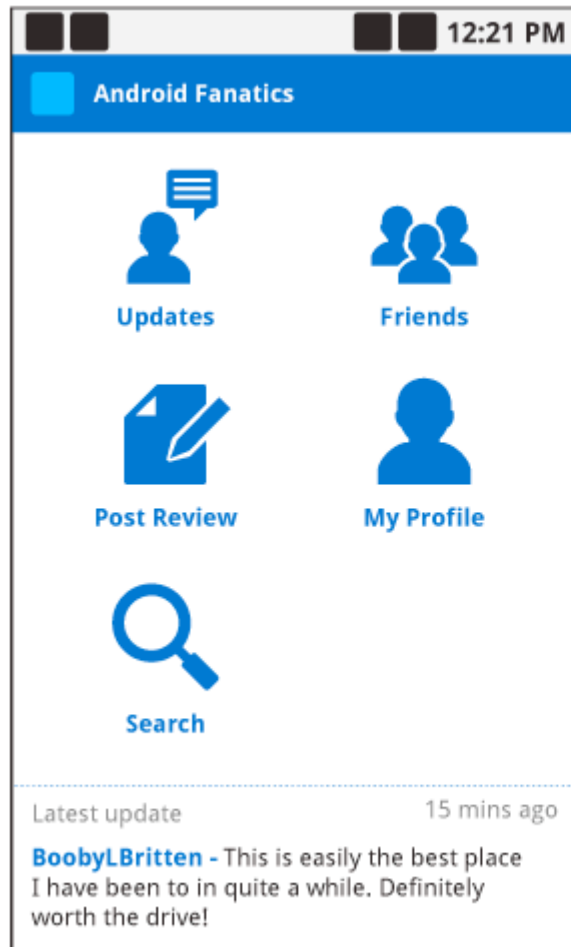 12:21 PM
Android Fanatics
Updates
Friends
Post Review
My Profile
Search
Latest update
15 mins ago
BoobyLBritten - This is easily the best place
I have been to in quite a while. Definitely
worth the drive!